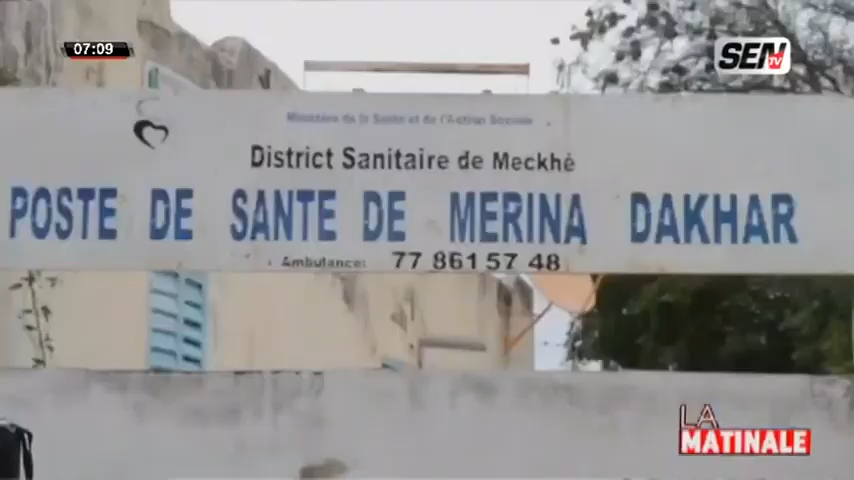 07:09
SEN
TV
Ministère de la Santé et de l'Action Sociale
District Sanitaire de Meckhè
POSTE DE SANTE DE MERINA DAKHAR
Ambulance: 77 861 57 48
LA
MATINALE